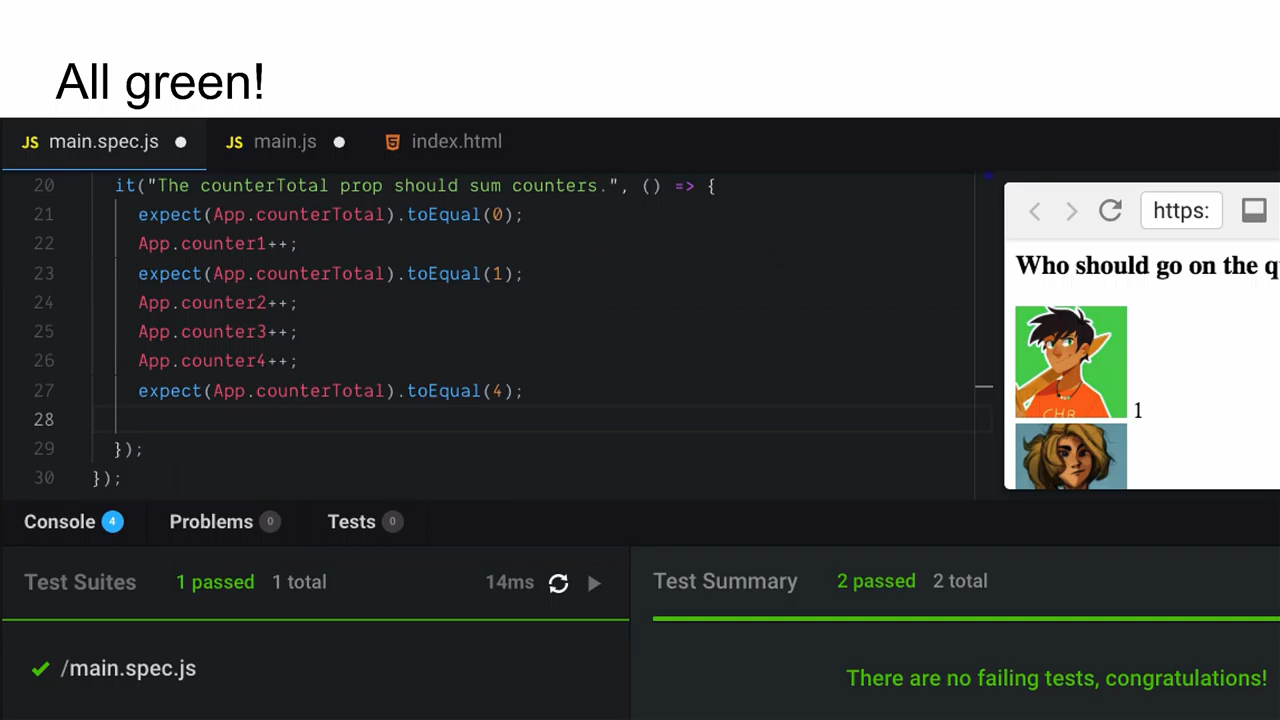 All green!
JS main.spec.js JS main.js index.html
20 it("The counterTotal prop should sum counters.", () => {
21 expect(App.counterTotal).toEqual(0);
22 App.counter1++;
23 expect(App.counterTotal).toEqual(1);
24 App.counter2++;
25 App.counter3++;
26 App.counter4++;
27 expect(App.counterTotal).toEqual(4);
28
29 });
30 });
https:
Who should go on the q
CHB
1
Console 4 Problems 0 Tests 0
Test Suites 1 passed 1 total 14ms
/main.spec.js
Test Summary 2 passed 2 total
There are no failing tests, congratulations!